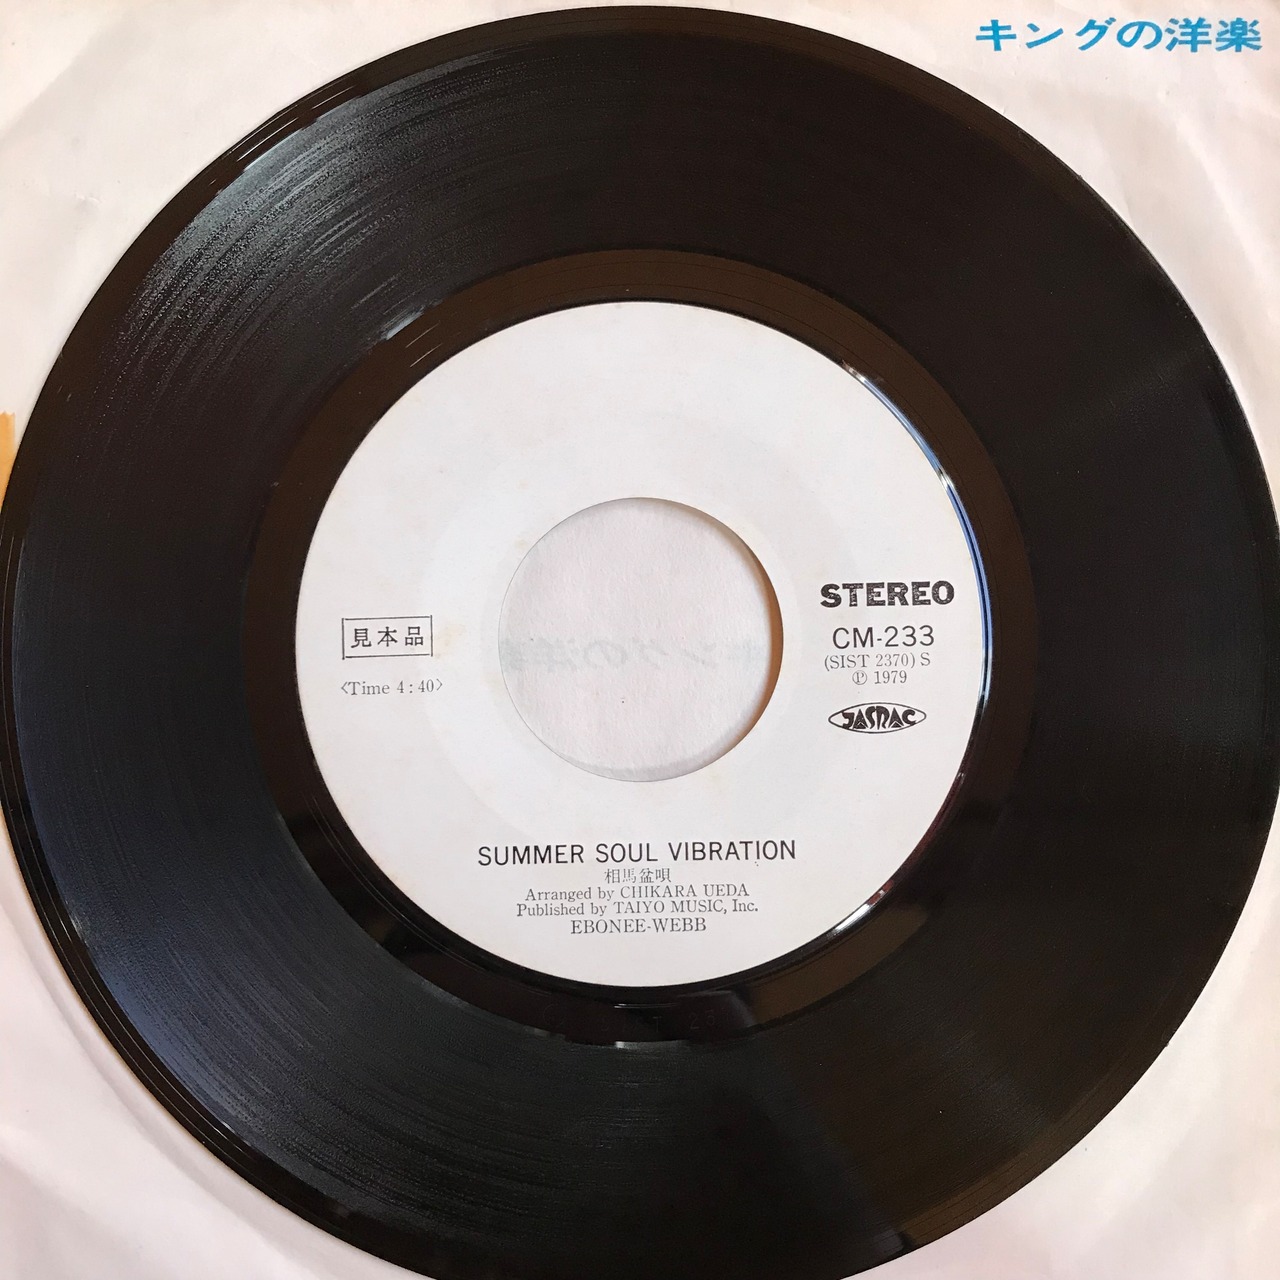 キングの洋楽
見本品
<Time 4:40>
STEREO
CM-233
(SIST 2370) S
Ⓟ 1979
JASRAC
SUMMER SOUL VIBRATION
相馬盆唄
Arranged by CHIKARA UEDA
Published by TAIYO MUSIC, Inc.
EBONEE-WEBB